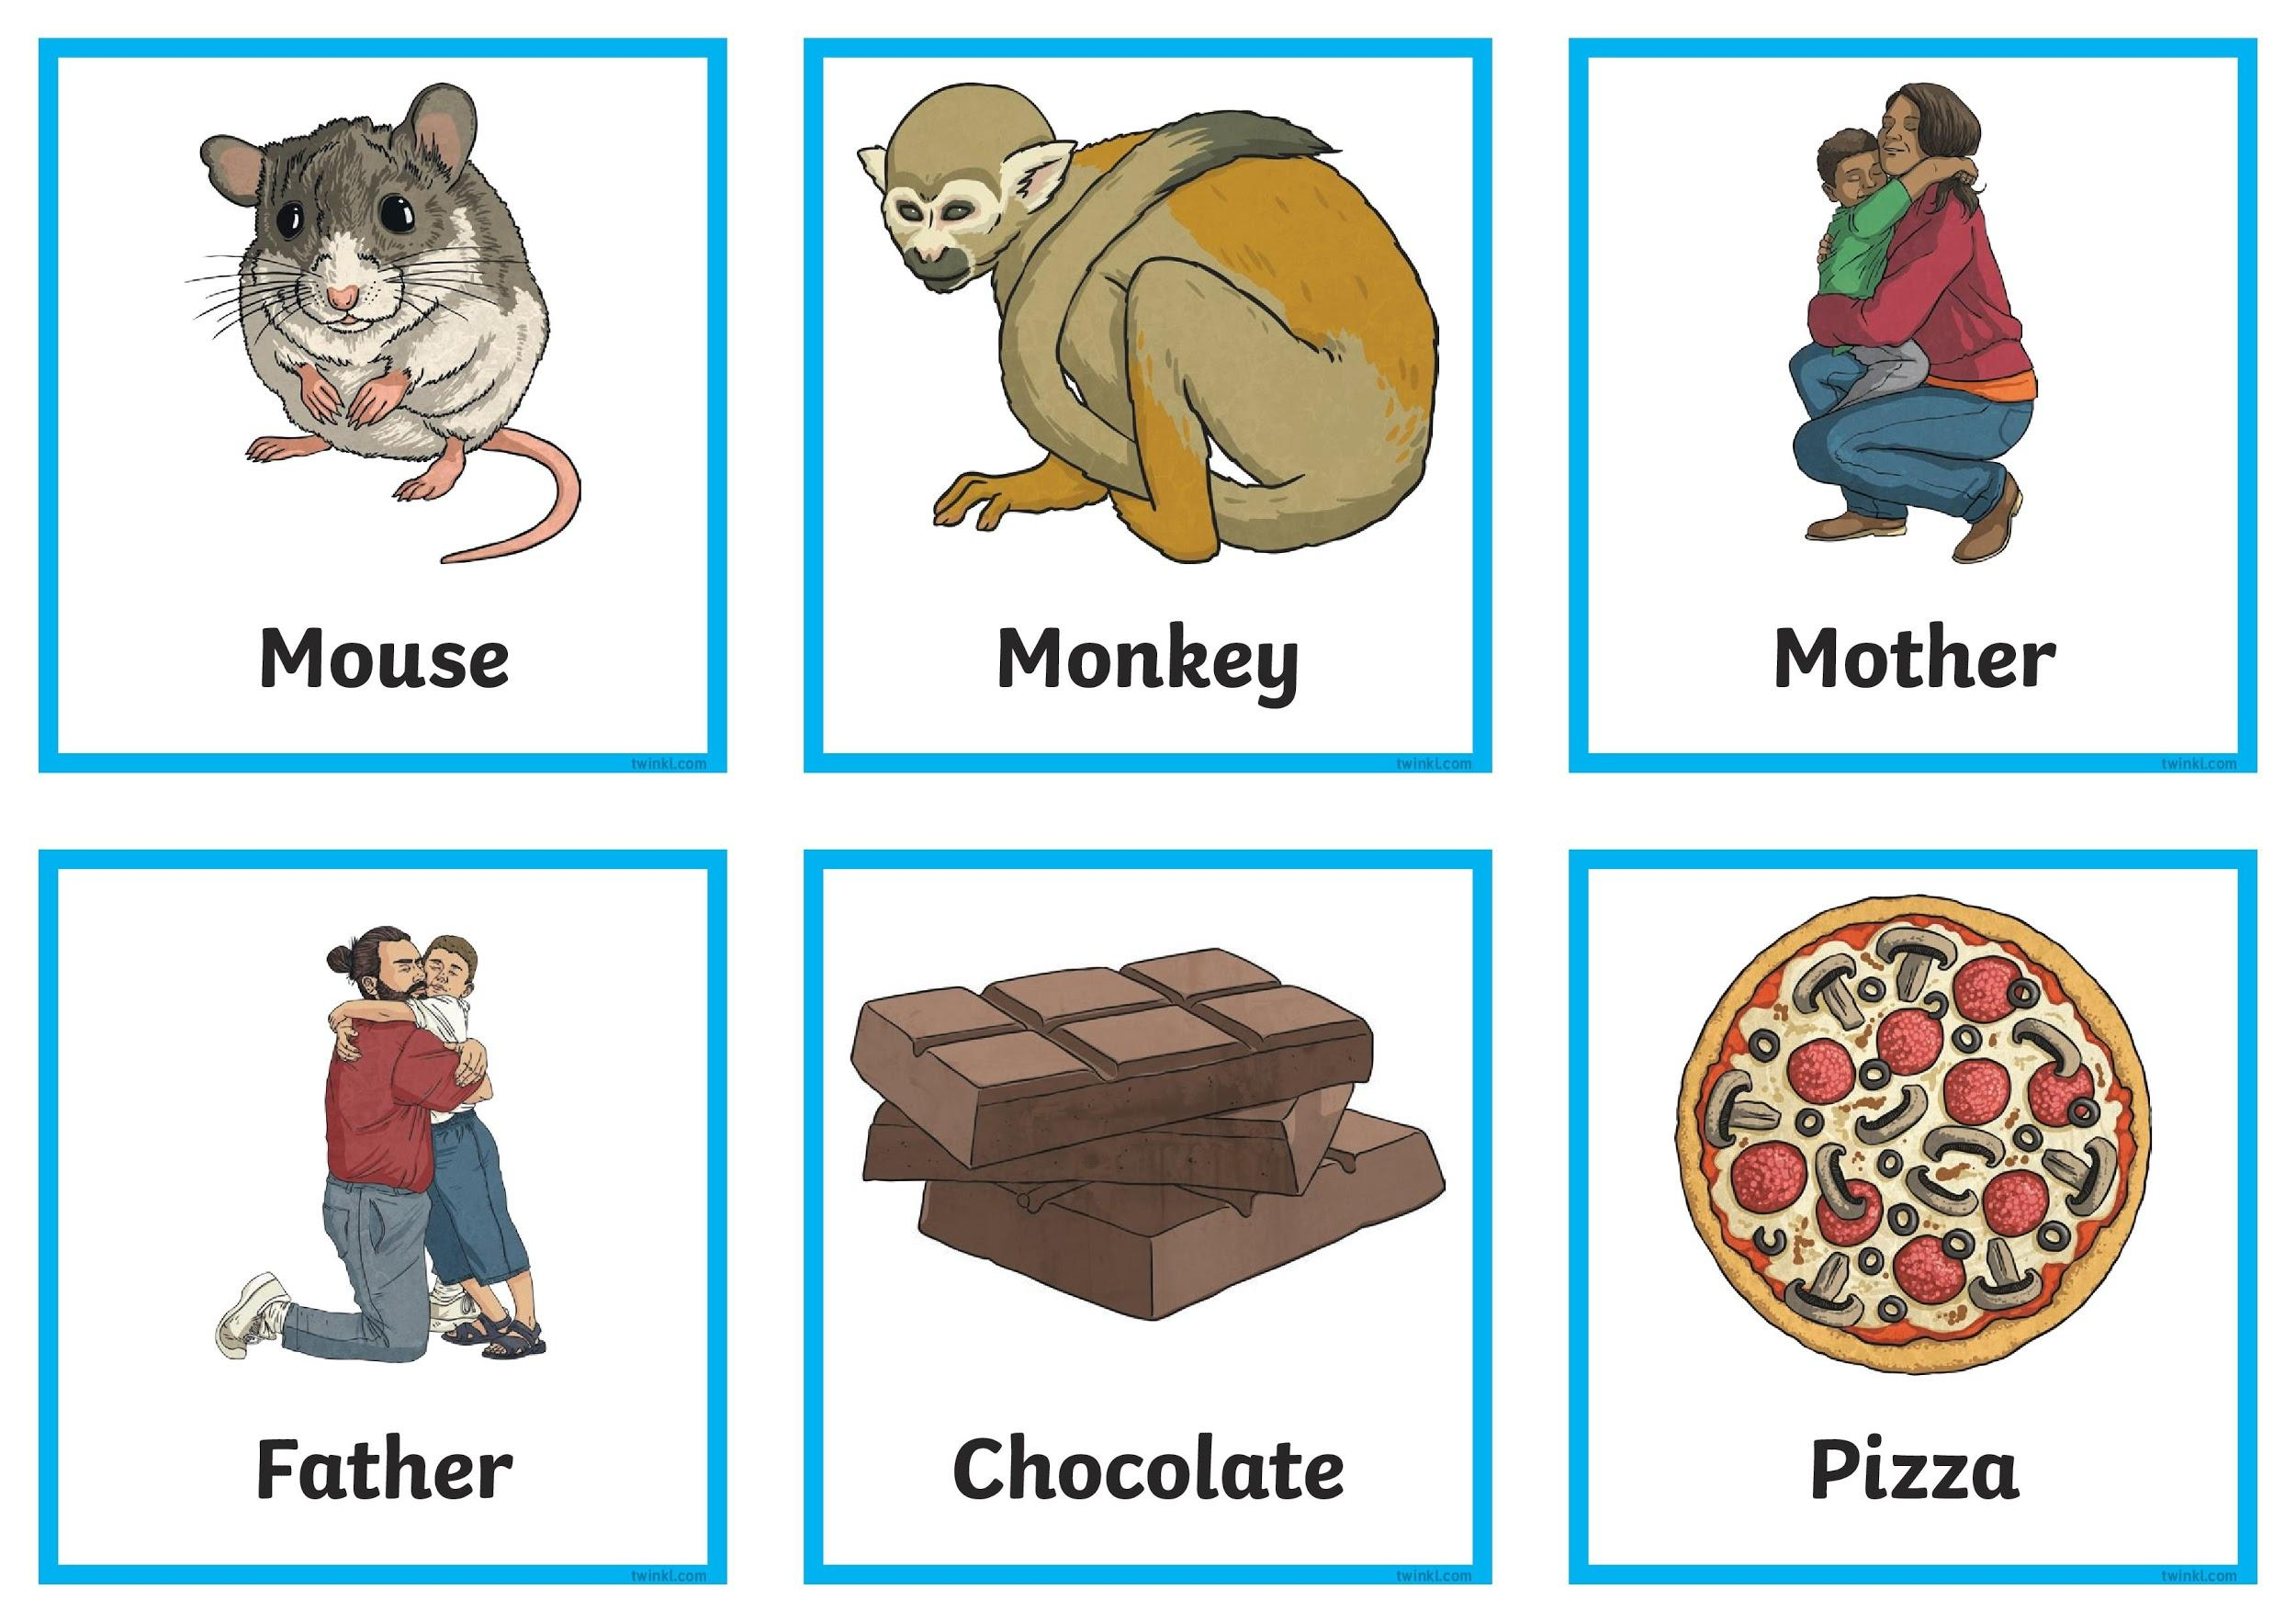 Mouse
twinkl.com
Monkey
twinkl.com
Mother
twinkl.com
Father
twinkl.com
Chocolate
twinkl.com
Pizza
twinkl.com